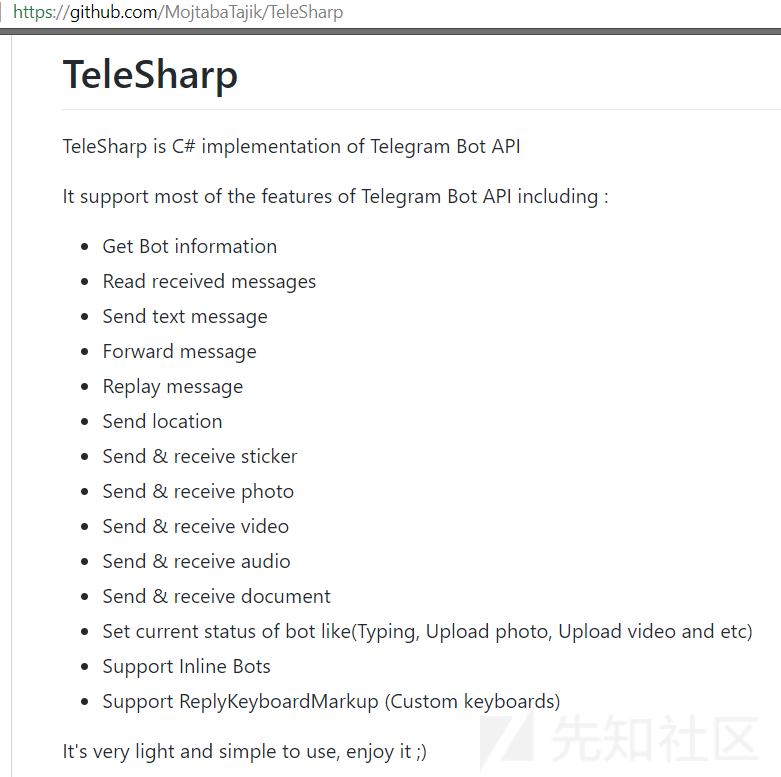 https://github.com/MojtabaTajik/TeleSharp
TeleSharp
TeleSharp is C# implementation of Telegram Bot API
It support most of the features of Telegram Bot API including :
Get Bot information
Read received messages
Send text message
Forward message
Replay message
Send location
Send & receive sticker
Send & receive photo
Send & receive video
Send & receive audio
Send & receive document
Set current status of bot like(Typing, Upload photo, Upload video and etc)
Support Inline Bots
Support ReplyKeyboardMarkup (Custom keyboards)
It's very light and simple to use, enjoy it ;)
先知社区